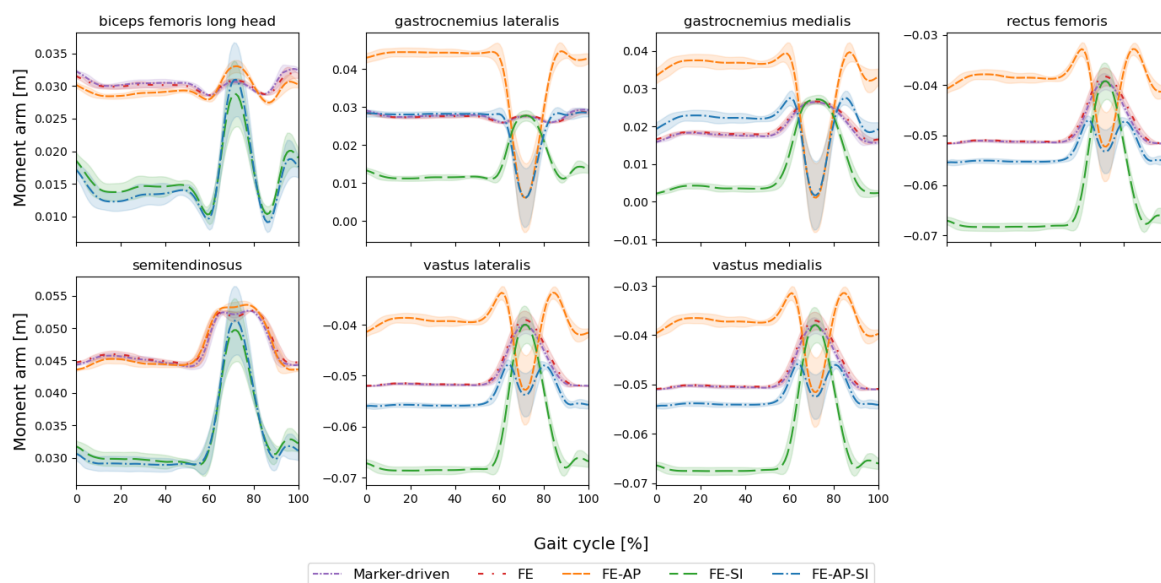 biceps femoris long head
gastrocnemius lateralis
gastrocnemius medialis
rectus femoris
Moment arm [m]
0.035
0.030
0.025
0.020
0.015
0.010
0.04
0.03
0.02
0.01
0.00
0.04
0.03
0.02
0.01
0.00
−0.01
−0.03
−0.04
−0.05
−0.06
−0.07
semitendinosus
vastus lateralis
vastus medialis
Moment arm [m]
0.055
0.050
0.045
0.040
0.035
0.030
−0.04
−0.05
−0.06
−0.07
−0.03
−0.04
−0.05
−0.06
−0.07
0 20 40 60 80 100
0 20 40 60 80 100
0 20 40 60 80 100
Gait cycle [%]
Marker-driven FE FE-AP FE-SI FE-AP-SI